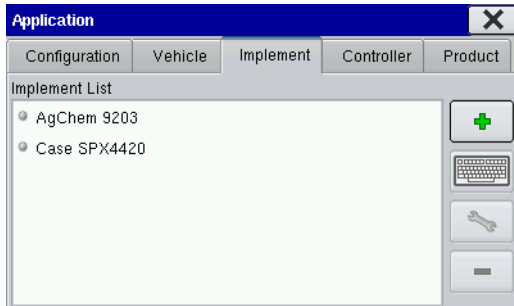 Application
Configuration Vehicle Implement Controller Product
Implement List
AgChem 9203
Case SPX4420